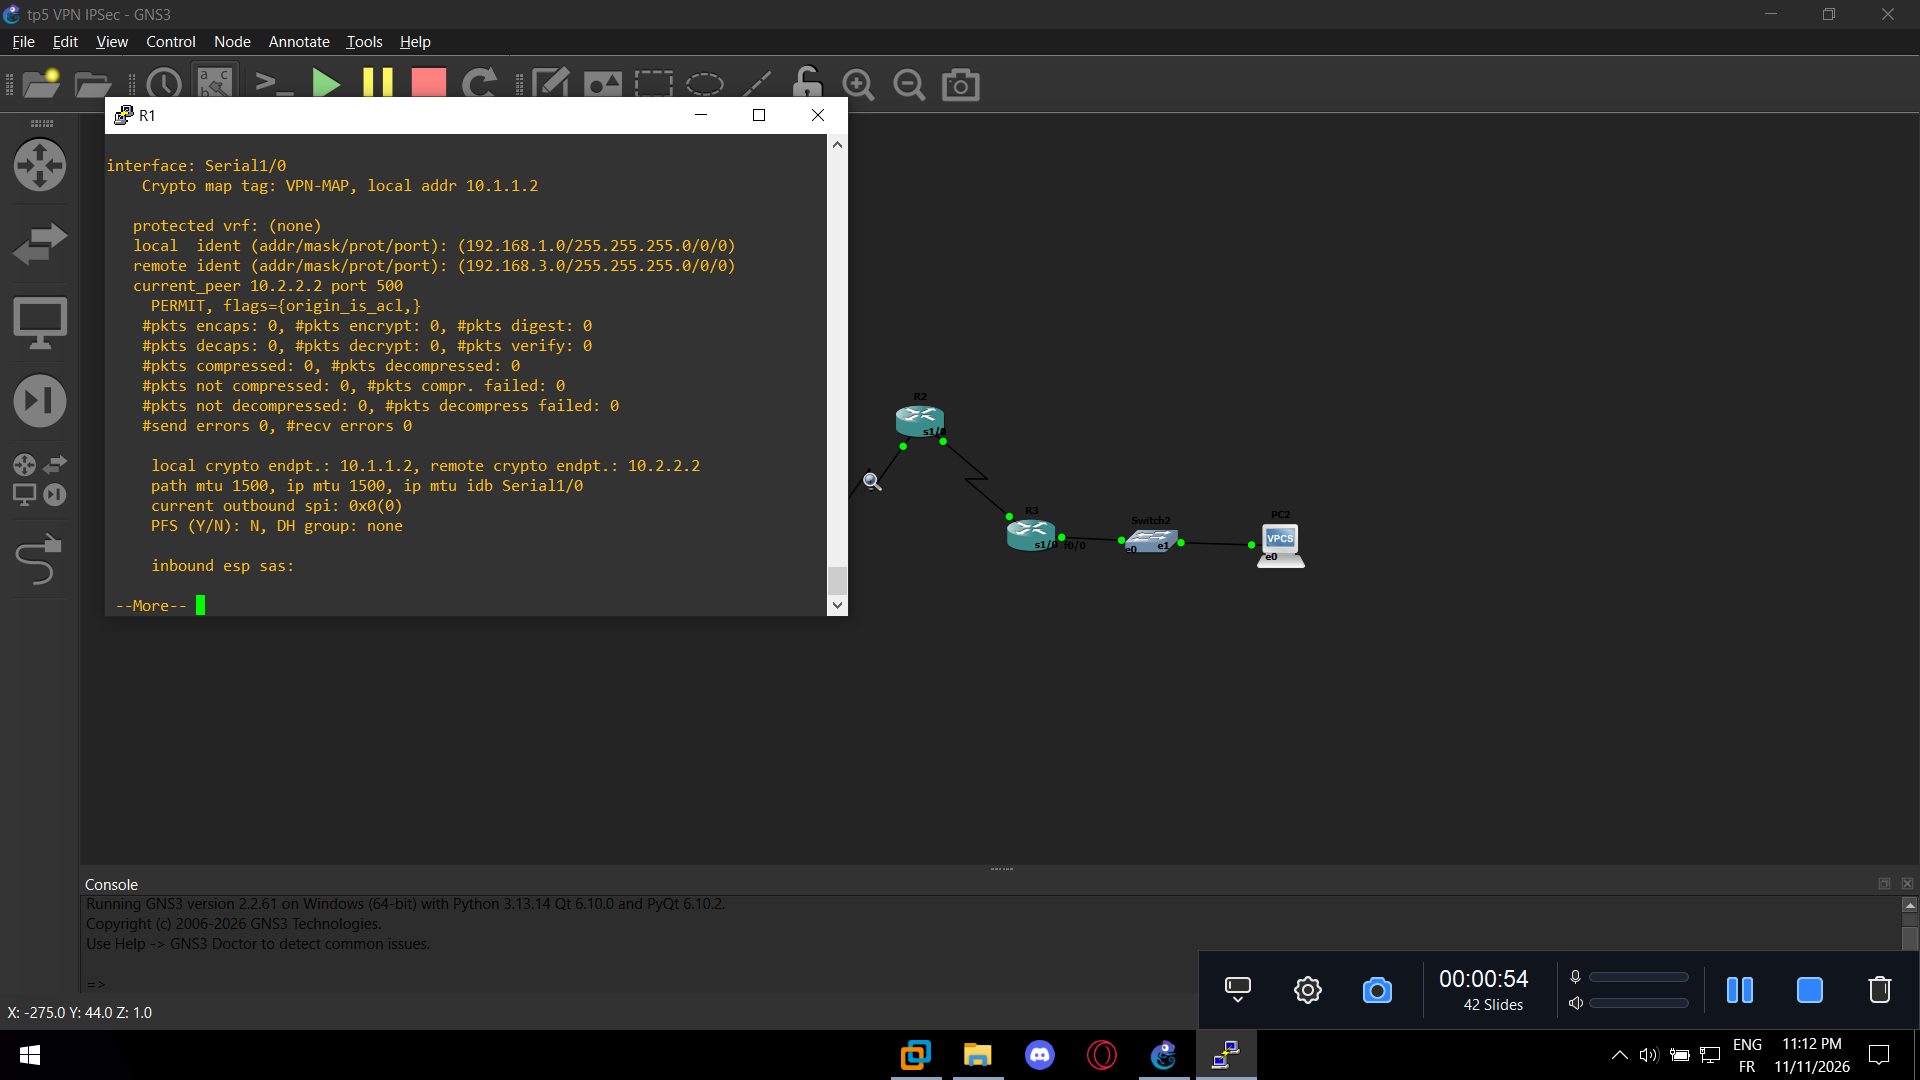 tp5 VPN IPSec - GNS3
File Edit View Control Node Annotate Tools Help
R1
interface: Serial1/0
Crypto map tag: VPN-MAP, local addr 10.1.1.2
protected vrf: (none)
local ident (addr/mask/prot/port): (192.168.1.0/255.255.255.0/0/0)
remote ident (addr/mask/prot/port): (192.168.3.0/255.255.255.0/0/0)
current_peer 10.2.2.2 port 500
PERMIT, flags={origin_is_acl,}
#pkts encaps: 0, #pkts encrypt: 0, #pkts digest: 0
#pkts decaps: 0, #pkts decrypt: 0, #pkts verify: 0
#pkts compressed: 0, #pkts decompressed: 0
#pkts not compressed: 0, #pkts compr. failed: 0
#pkts not decompressed: 0, #pkts decompress failed: 0
#send errors 0, #recv errors 0
local crypto endpt.: 10.1.1.2, remote crypto endpt.: 10.2.2.2
path mtu 1500, ip mtu 1500, ip mtu idb Serial1/0
current outbound spi: 0x0(0)
PFS (Y/N): N, DH group: none
inbound esp sas:
--More--
R2
R3
s1/0 f0/0
Switch2
e0 e1
PC2
VPCS
e0
Console
Running GNS3 version 2.2.61 on Windows (64-bit) with Python 3.13.14 Qt 6.10.0 and PyQt 6.10.2.
Copyright (c) 2006-2026 GNS3 Technologies.
Use Help -> GNS3 Doctor to detect common issues.
=>
00:00:54
42 Slides
X: -275.0 Y: 44.0 Z: 1.0
ENG
FR
11:12 PM
11/11/2026